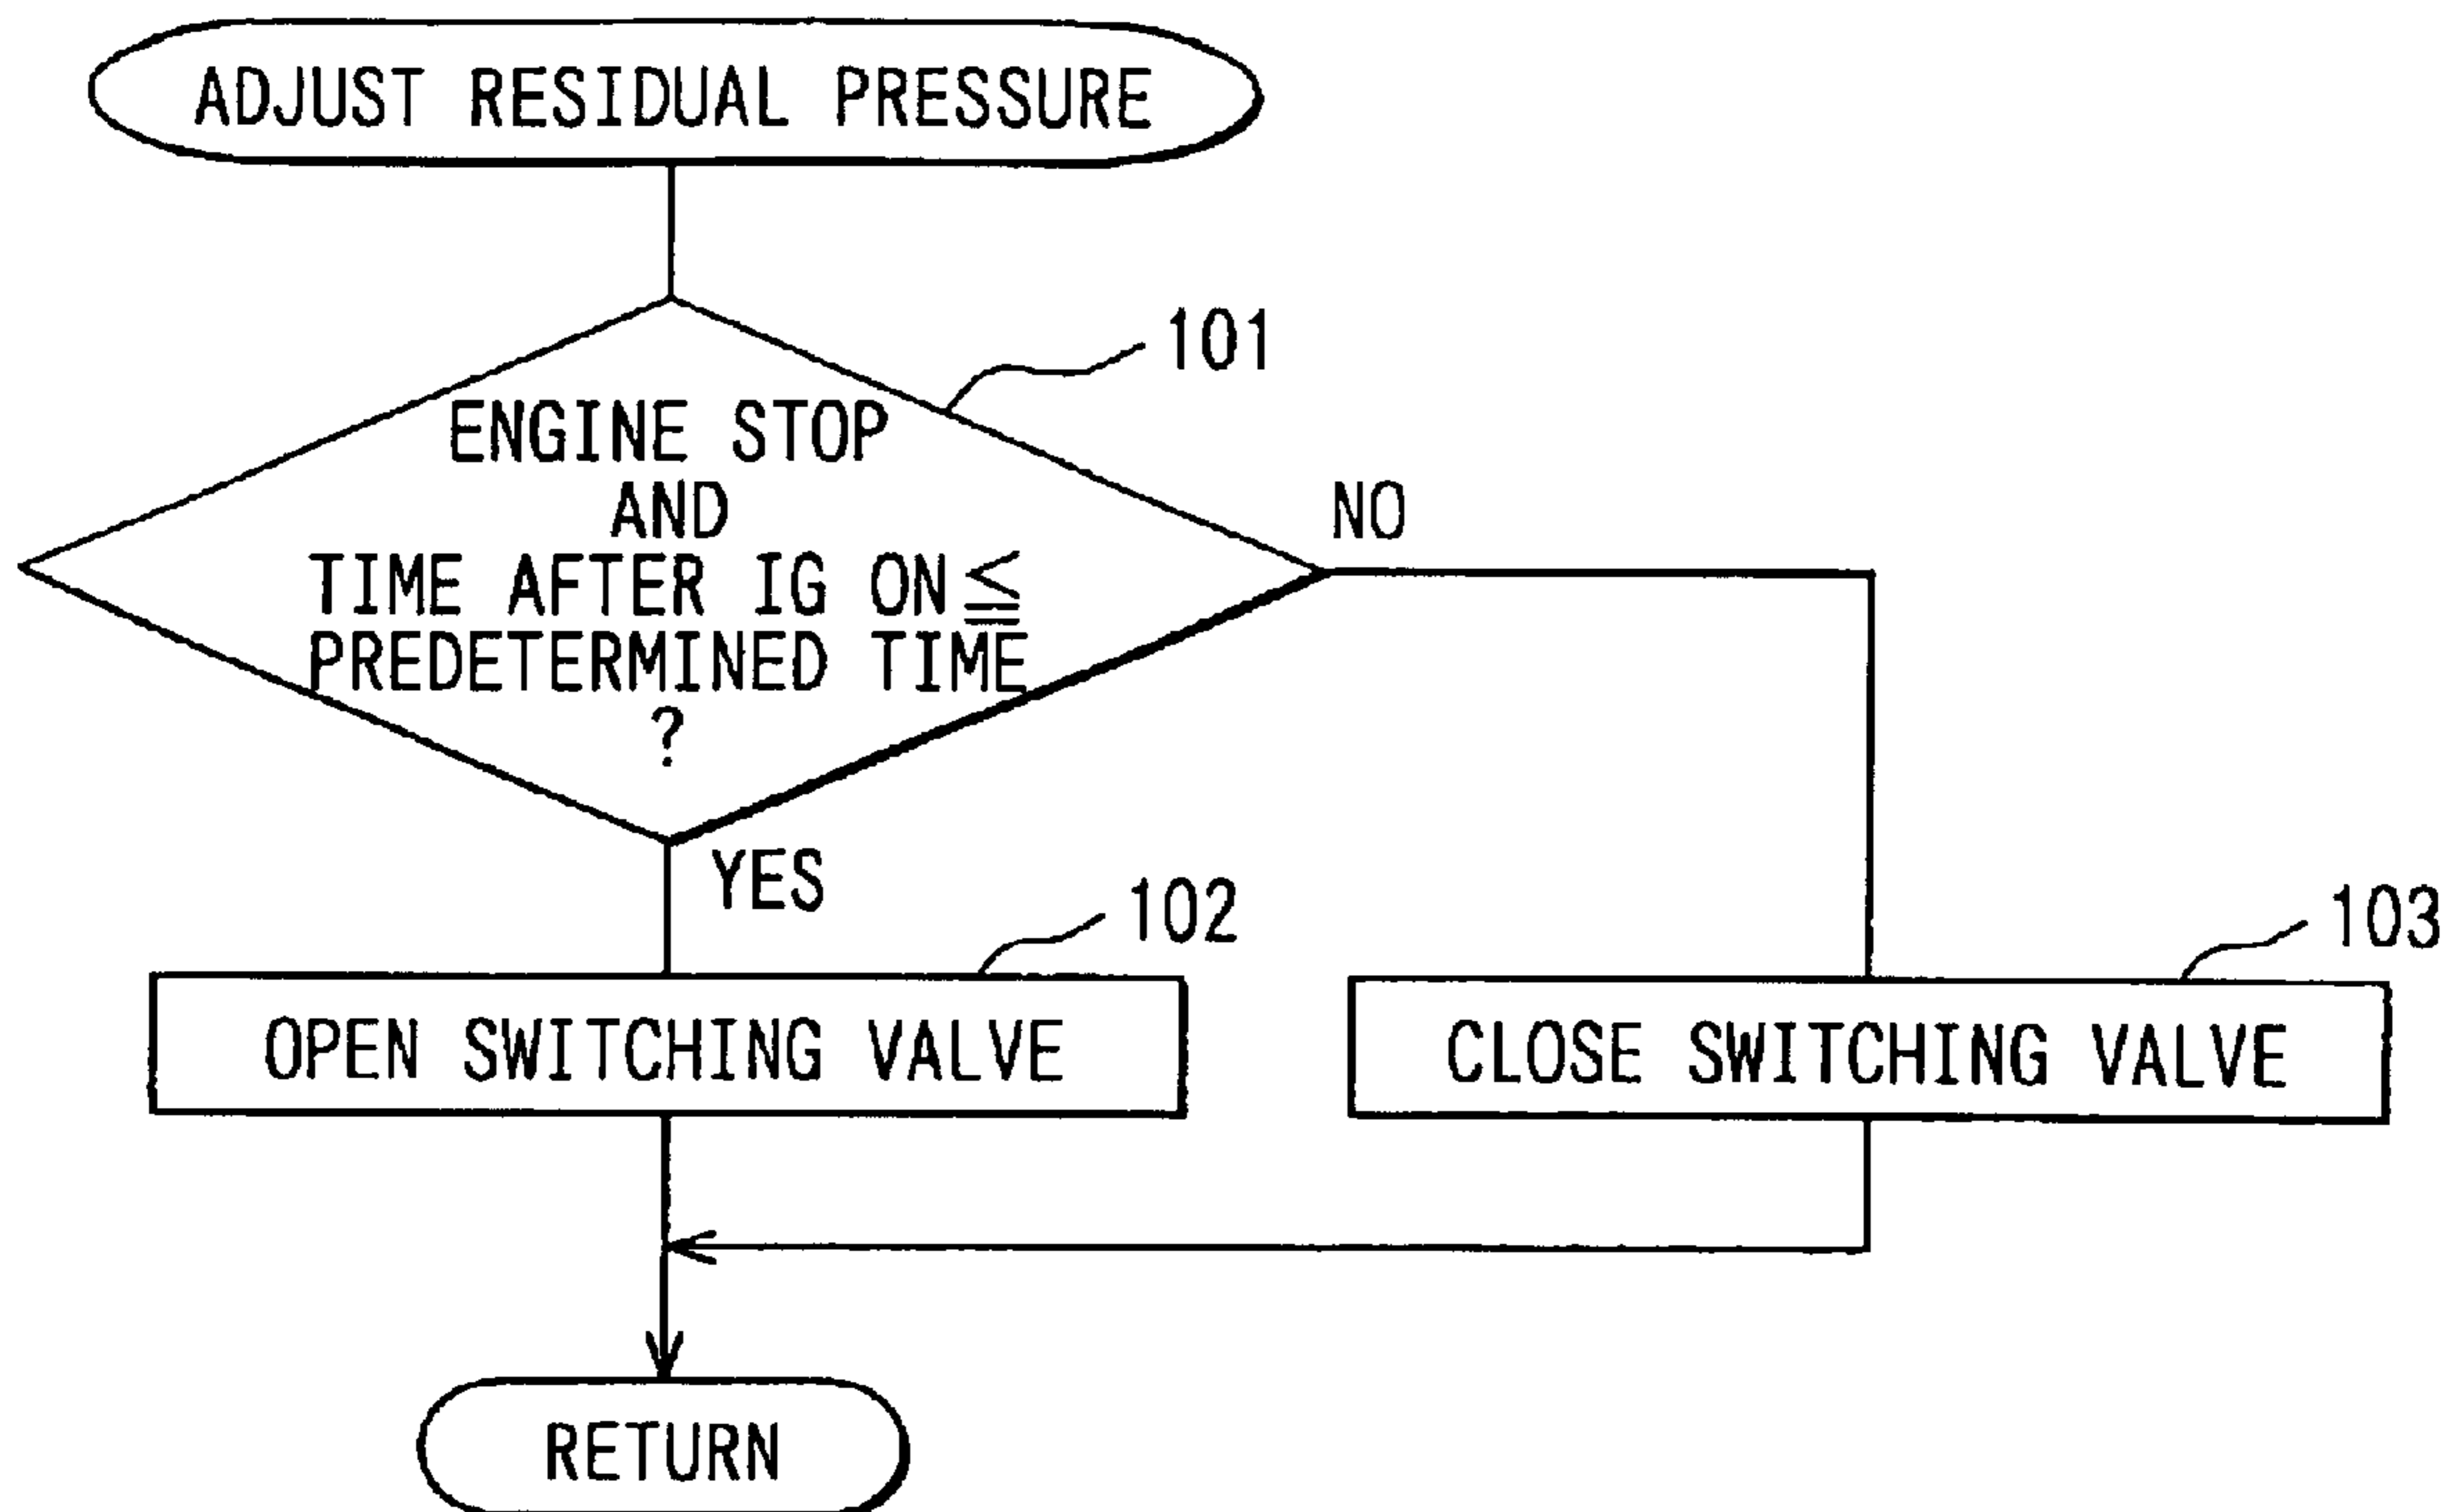 ADJUST RESIDUAL PRESSURE
101
ENGINE STOP
AND
TIME AFTER IG ON ≦
PREDETERMINED TIME
?
NO
YES
102
OPEN SWITCHING VALVE
103
CLOSE SWITCHING VALVE
RETURN